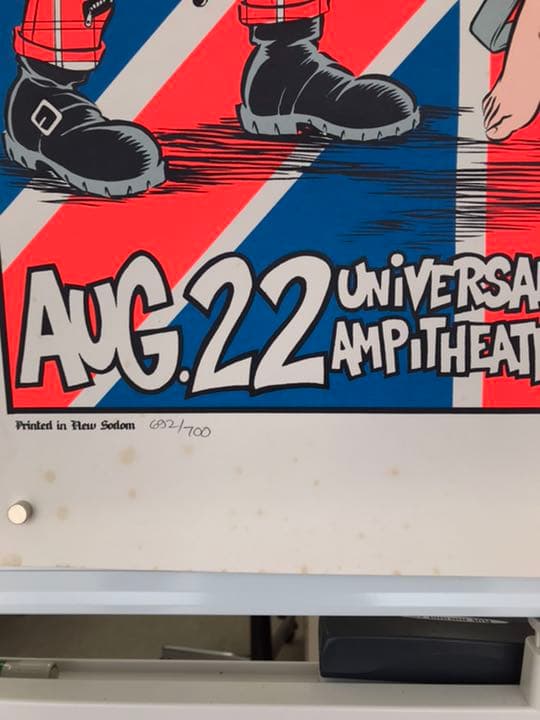 AUG.22
UNIVERSA
AMPITHEAT
Printed in New Sodom 692/700